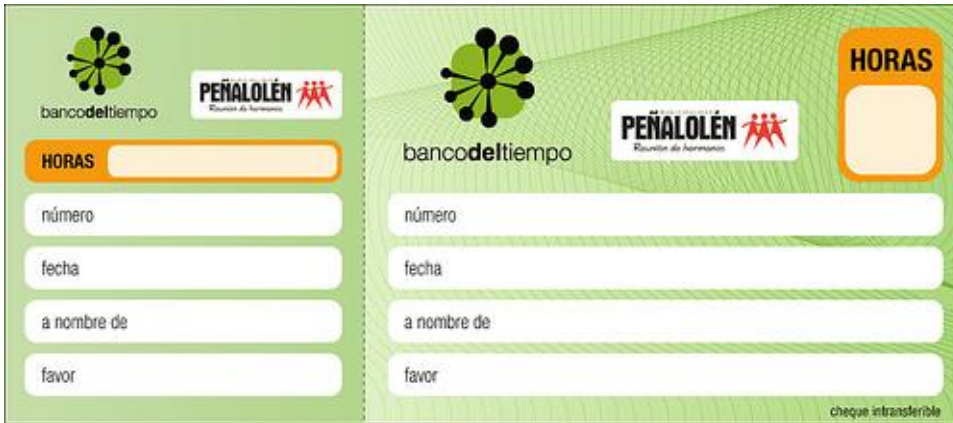 bancodeltiempo
PEÑALOLÉN
Reunión de hermanos
HORAS
número
fecha
a nombre de
favor
bancodeltiempo
PEÑALOLÉN
Reunión de hermanos
HORAS
número
fecha
a nombre de
favor
cheque intransferible